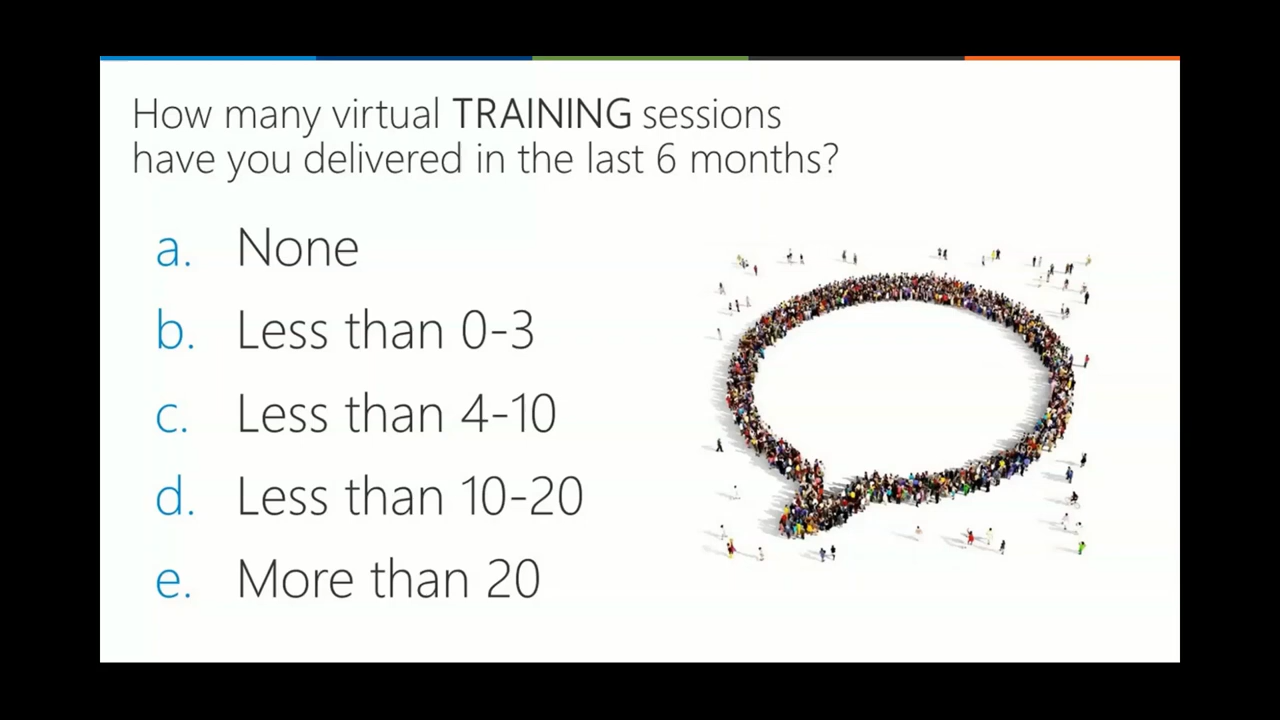 How many virtual TRAINING sessions
have you delivered in the last 6 months?
a. None
b. Less than 0-3
c. Less than 4-10
d. Less than 10-20
e. More than 20